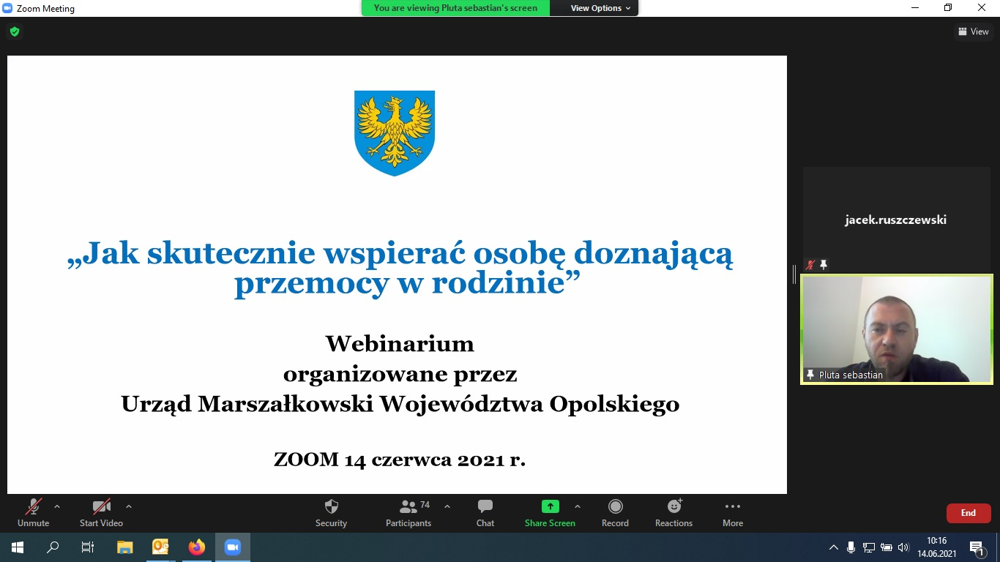 Zoom Meeting
You are viewing Pluta sebastian's screen
View Options
View
„Jak skutecznie wspierać osobę doznającą
przemocy w rodzinie”
Webinarium
organizowane przez
Urząd Marszałkowski Województwa Opolskiego
ZOOM 14 czerwca 2021 r.
jacek.ruszczewski
Pluta sebastian
74
Unmute
Start Video
Security
Participants
Chat
Share Screen
Record
Reactions
More
End
10:16
14.06.2021
1